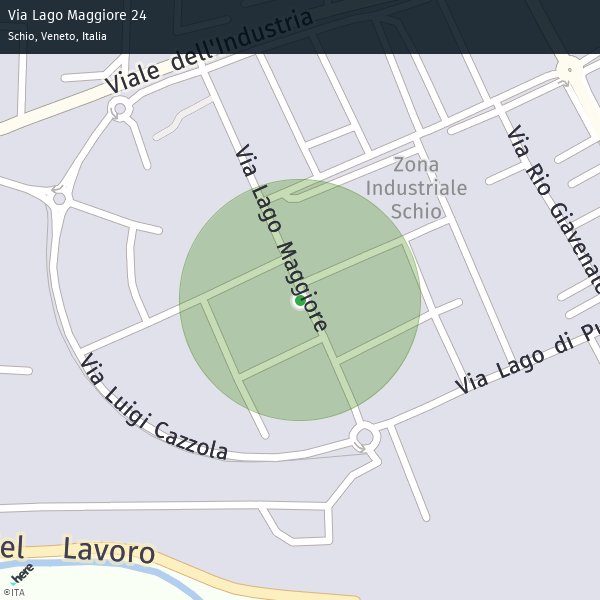 Via Lago Maggiore 24
Schio, Veneto, Italia
Viale dell'Industria
Via Lago Maggiore
Zona
Industriale
Schio
Via Rio Giavenato
Via Lago di
Via Luigi Cazzola
el Lavoro
here
©ITA